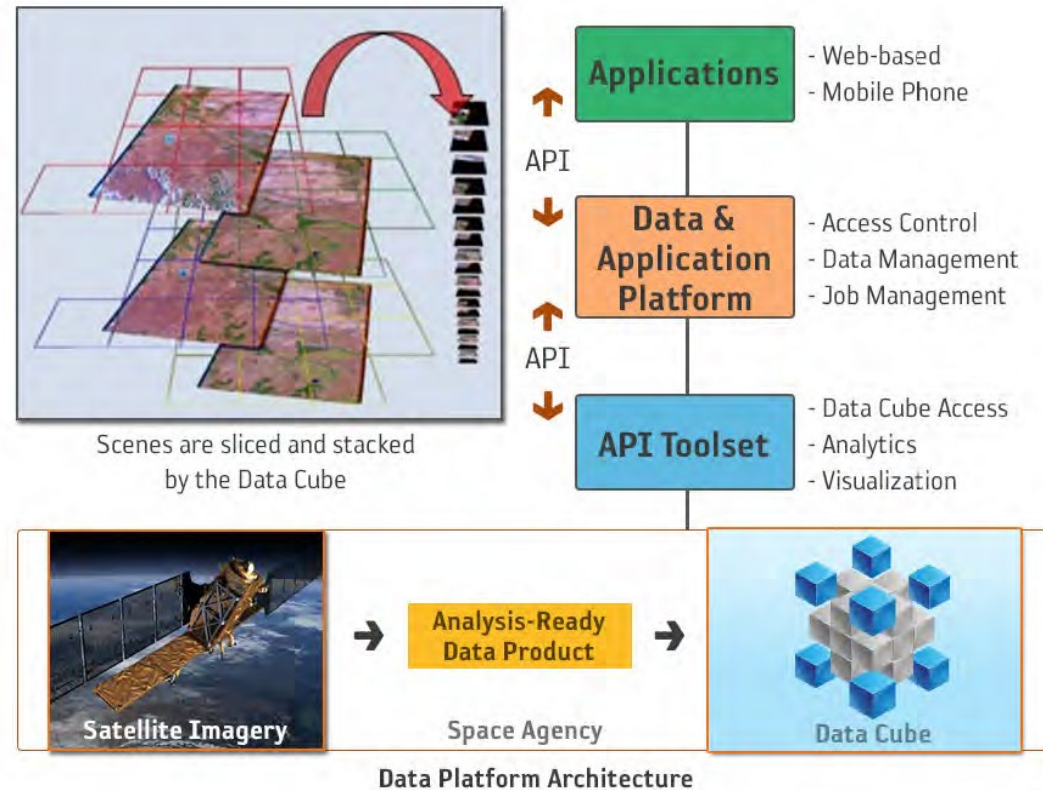 Applications
- Web-based
- Mobile Phone
API
Data &
Application
Platform
- Access Control
- Data Management
- Job Management
API
API Toolset
- Data Cube Access
- Analytics
- Visualization
Scenes are sliced and stacked
by the Data Cube
Satellite Imagery
Analysis-Ready
Data Product
Space Agency
Data Cube
Data Platform Architecture